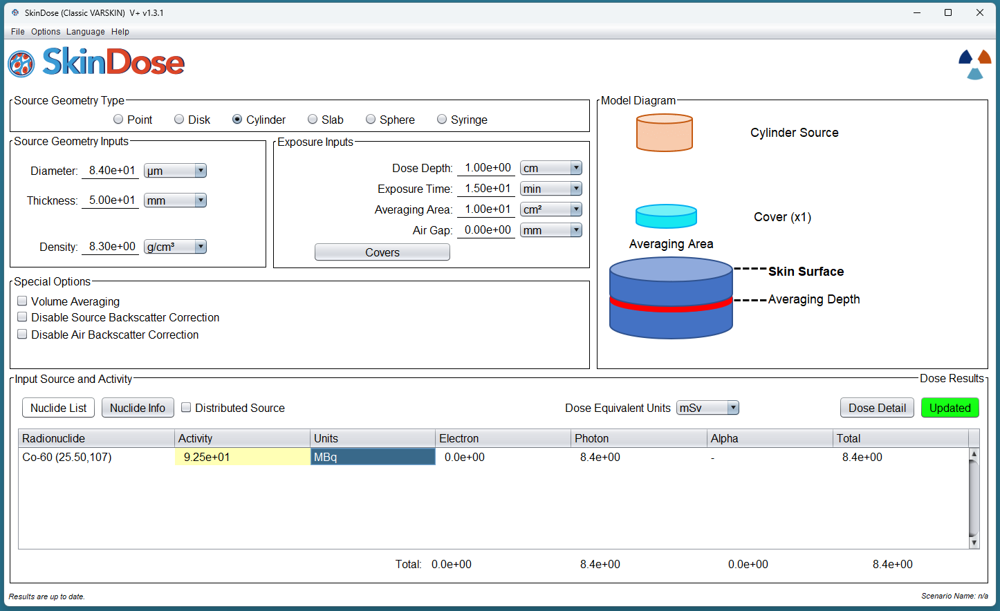 SkinDose (Classic VARSKIN) V+ v1.3.1
File Options Language Help
SkinDose
Source Geometry Type
Point Disk Cylinder Slab Sphere Syringe
Source Geometry Inputs
Diameter: 8.40e+01 µm
Thickness: 5.00e+01 mm
Density: 8.30e+00 g/cm³
Exposure Inputs
Dose Depth: 1.00e+00 cm
Exposure Time: 1.50e+01 min
Averaging Area: 1.00e+01 cm²
Air Gap: 0.00e+00 mm
Covers
Model Diagram
Cylinder Source
Cover (x1)
Averaging Area
Skin Surface
Averaging Depth
Special Options
Volume Averaging
Disable Source Backscatter Correction
Disable Air Backscatter Correction
Input Source and Activity Dose Results
Nuclide List Nuclide Info Distributed Source Dose Equivalent Units mSv Dose Detail Updated
Radionuclide Activity Units Electron Photon Alpha Total
Co-60 (25.50,107) 9.25e+01 MBq 0.0e+00 8.4e+00 - 8.4e+00
Total: 0.0e+00 8.4e+00 0.0e+00 8.4e+00
Results are up to date. Scenario Name: n/a